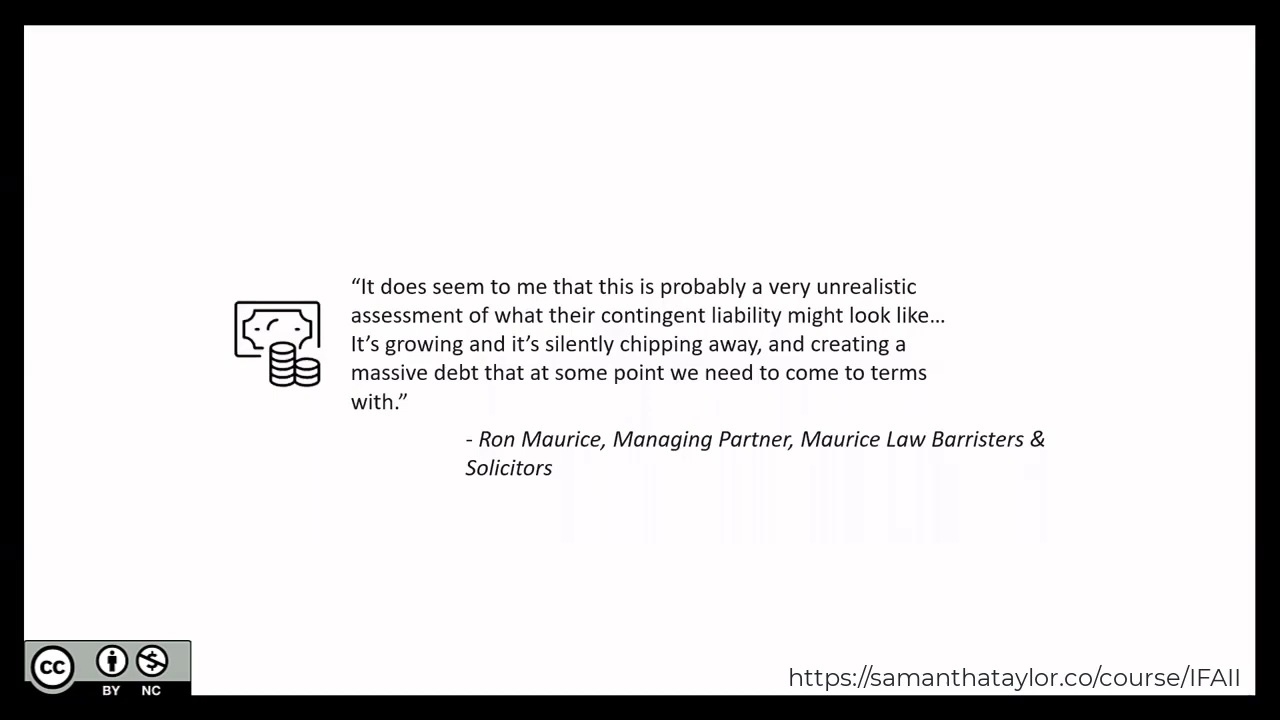 “It does seem to me that this is probably a very unrealistic
assessment of what their contingent liability might look like…
It’s growing and it’s silently chipping away, and creating a
massive debt that at some point we need to come to terms
with.”
- Ron Maurice, Managing Partner, Maurice Law Barristers &
Solicitors
CC
BY NC
https://samanthataylor.co/course/IFAII